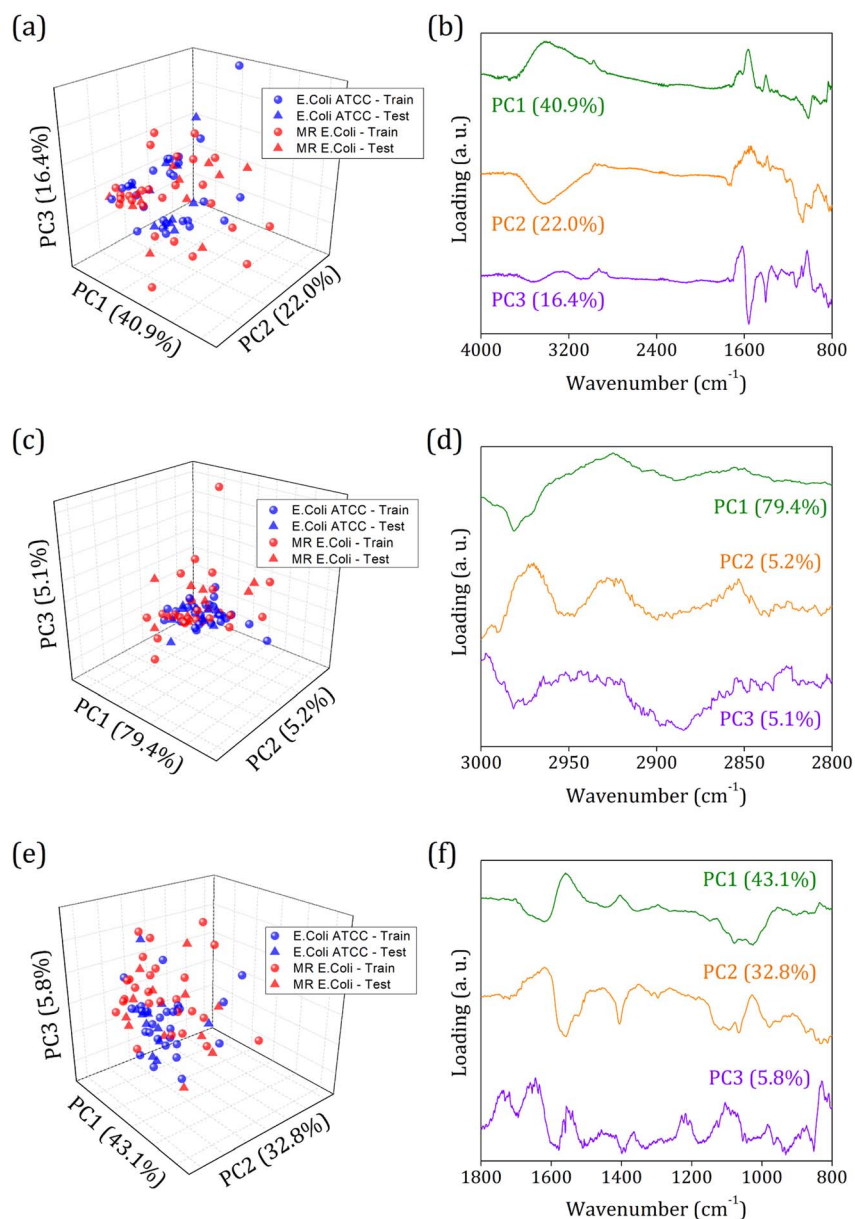 (a)
E.Coli ATCC - Train
E.Coli ATCC - Test
MR E.Coli - Train
MR E.Coli - Test
PC3 (16.4%)
PC1 (40.9%)
PC2 (22.0%)
(b)
PC1 (40.9%)
PC2 (22.0%)
PC3 (16.4%)
Loading (a. u.)
4000 3200 2400 1600 800
Wavenumber (cm⁻¹)
(c)
E.Coli ATCC - Train
E.Coli ATCC - Test
MR E.Coli - Train
MR E.Coli - Test
PC3 (5.1%)
PC1 (79.4%)
PC2 (5.2%)
(d)
PC1 (79.4%)
PC2 (5.2%)
PC3 (5.1%)
Loading (a. u.)
3000 2950 2900 2850 2800
Wavenumber (cm⁻¹)
(e)
E.Coli ATCC - Train
E.Coli ATCC - Test
MR E.Coli - Train
MR E.Coli - Test
PC3 (5.8%)
PC1 (43.1%)
PC2 (32.8%)
(f)
PC1 (43.1%)
PC2 (32.8%)
PC3 (5.8%)
Loading (a. u.)
1800 1600 1400 1200 1000 800
Wavenumber (cm⁻¹)